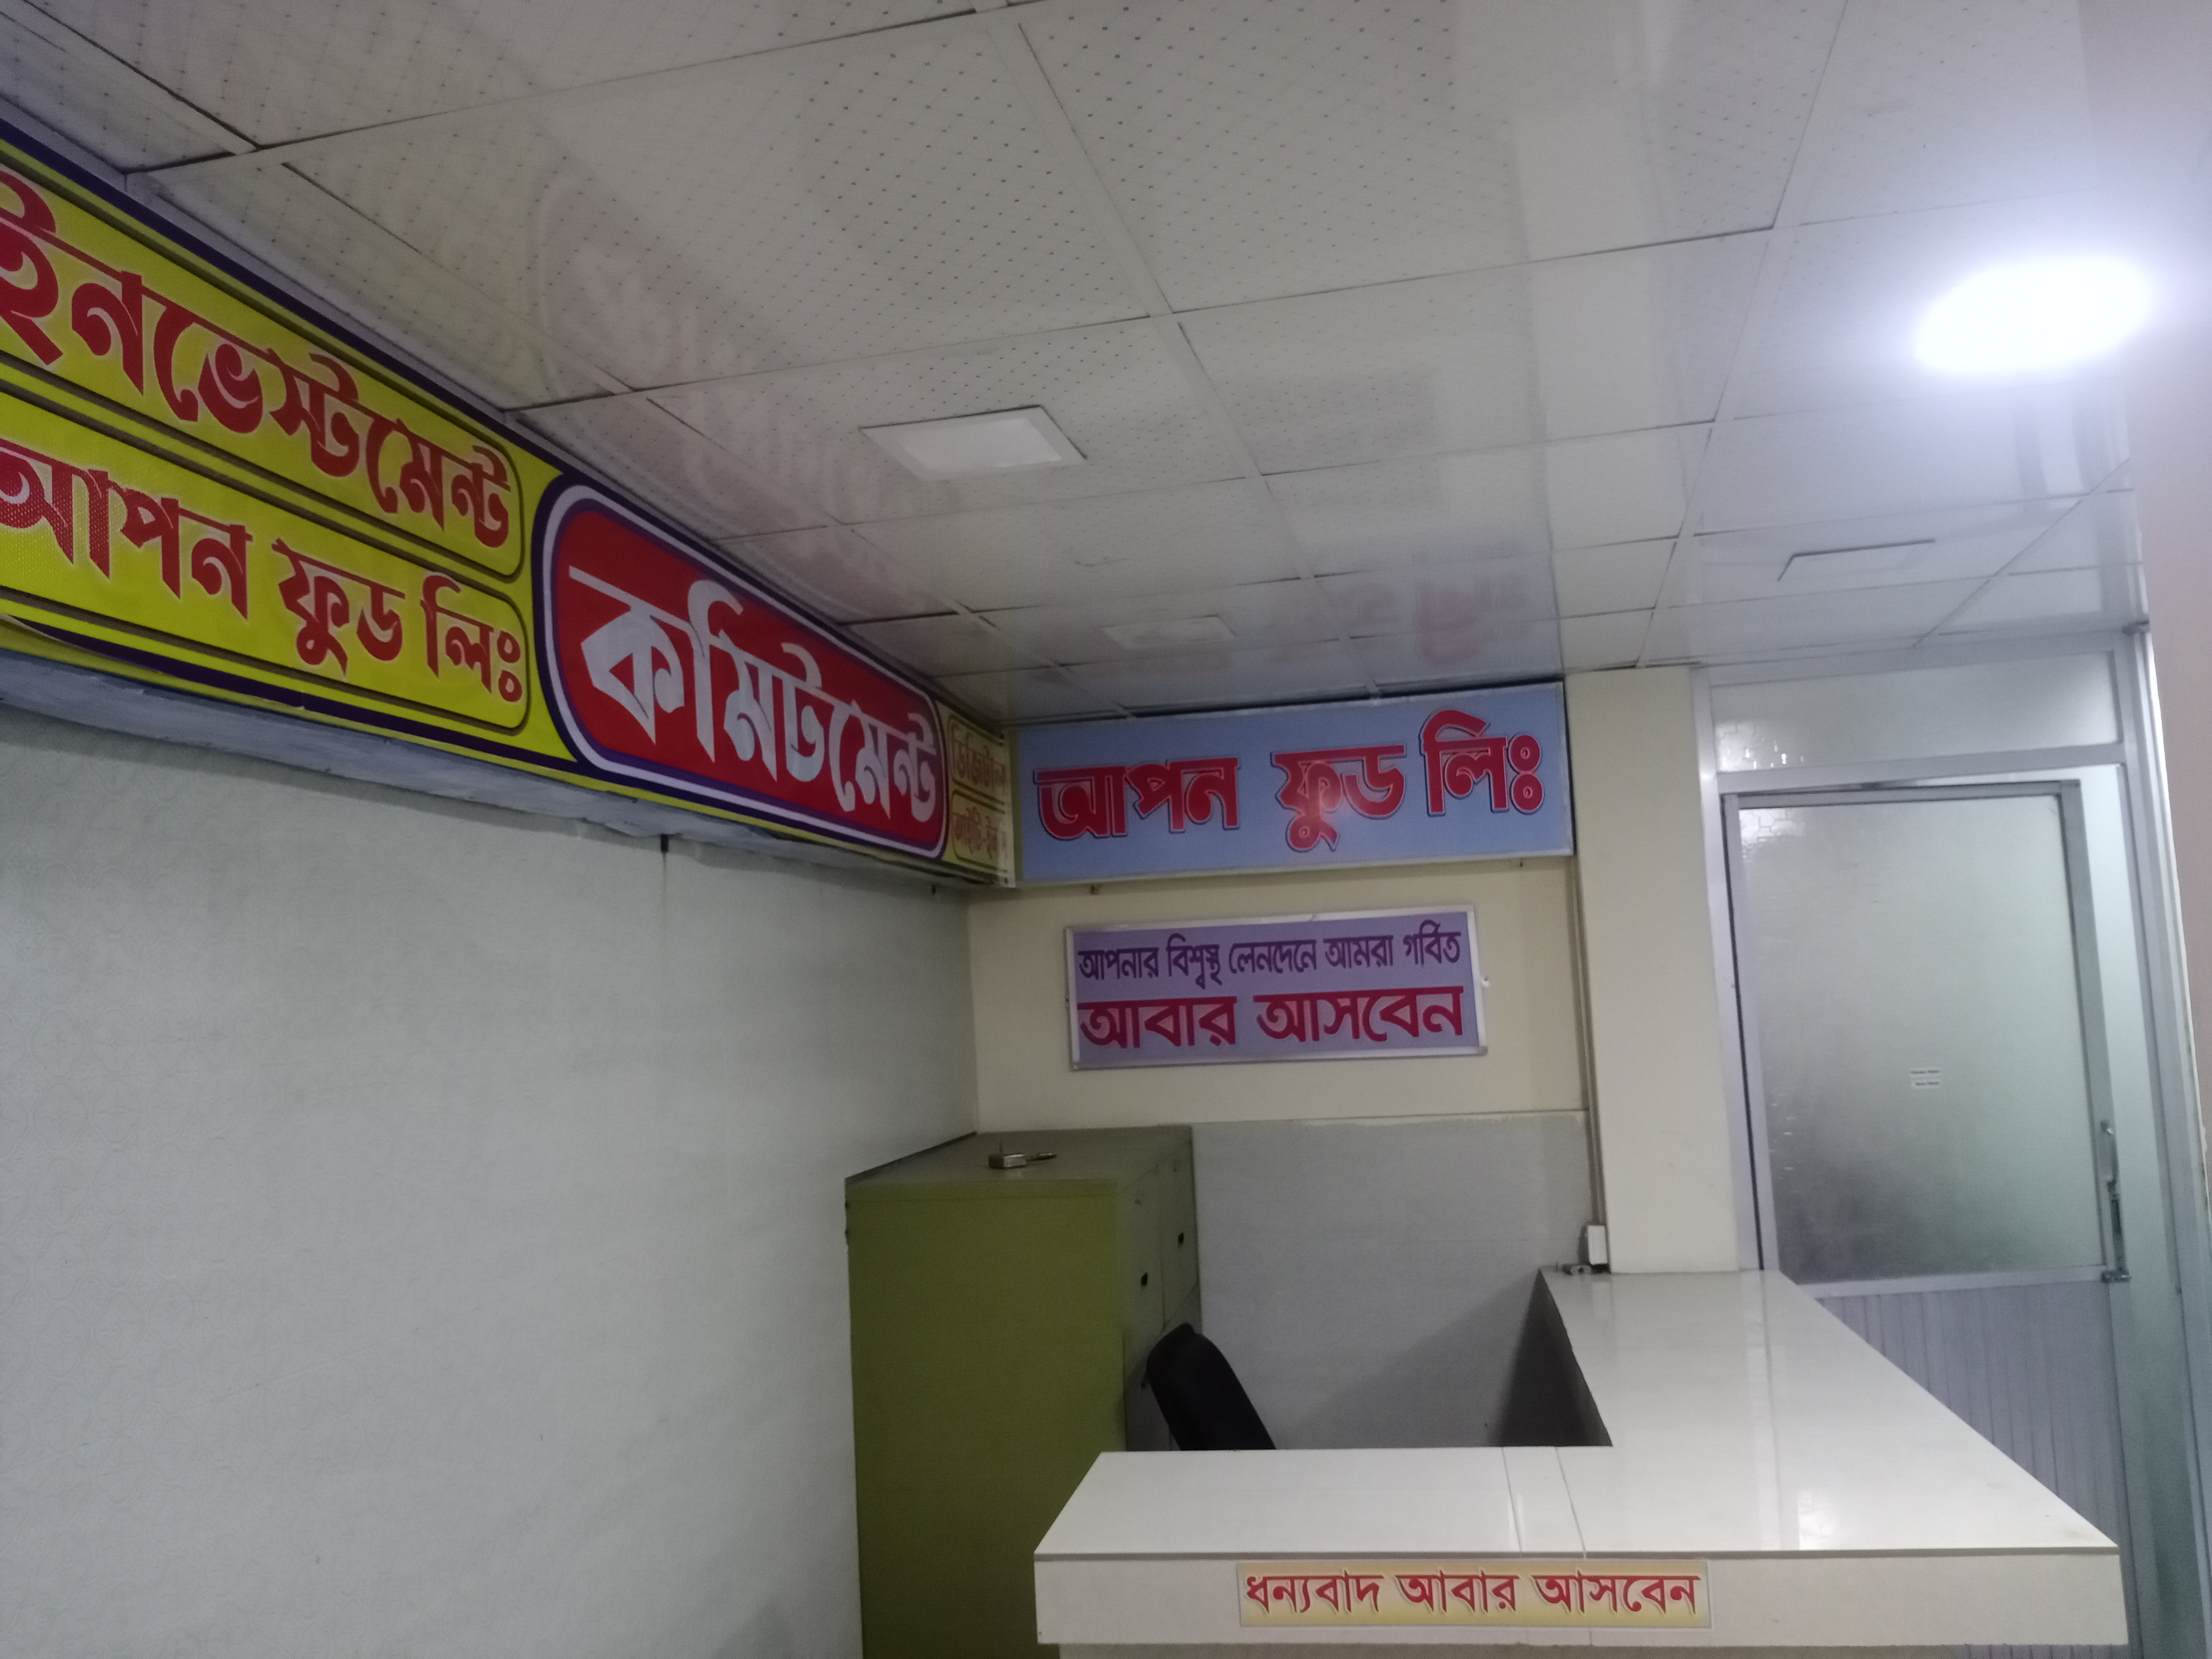 ইনভেস্টমেন্ট
আপন ফুড লিঃ
কমিটমেন্ট
ডিজিটাল
আপন ফুড লিঃ
আপনার বিশ্বস্থ লেনদেনে আমরা গর্বিত
আবার আসবেন
ধন্যবাদ আবার আসবেন